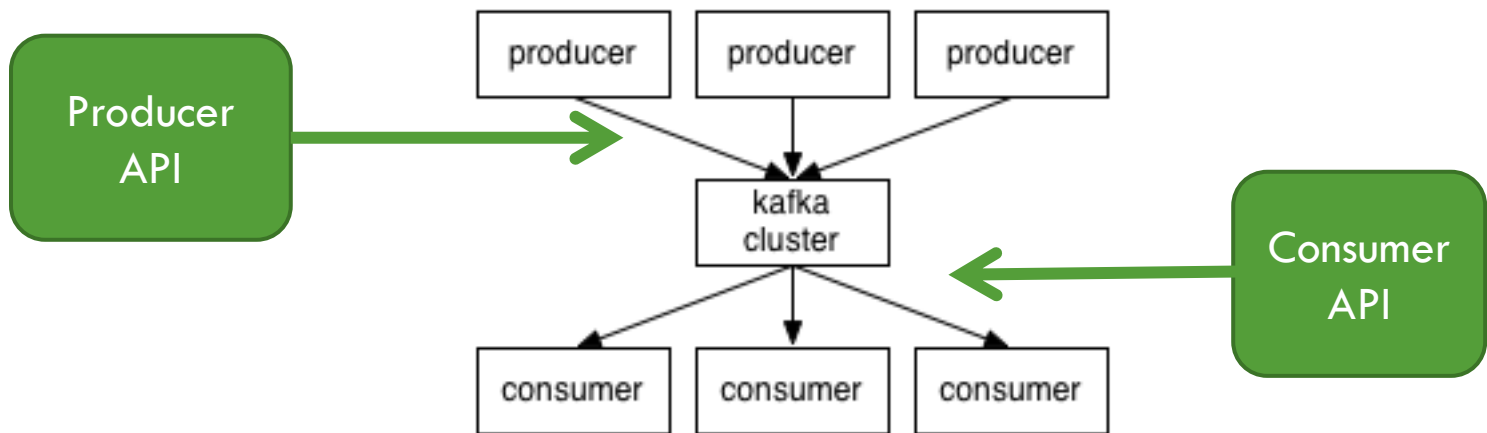 producer
producer
producer
Producer
API
kafka
cluster
Consumer
API
consumer
consumer
consumer